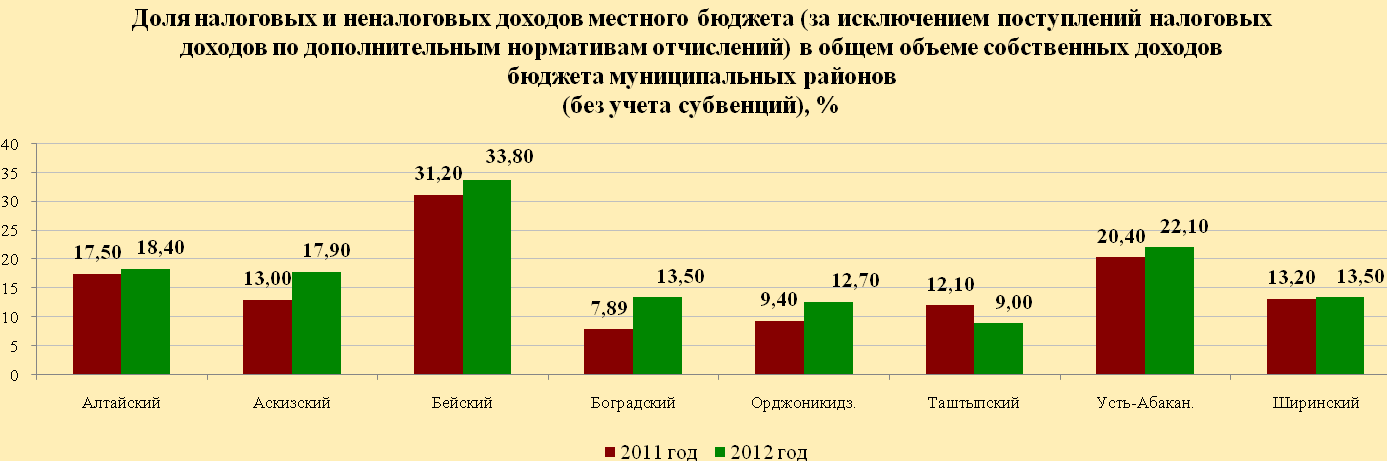 Доля налоговых и неналоговых доходов местного бюджета (за исключением поступлений налоговых
доходов по дополнительным нормативам отчислений) в общем объеме собственных доходов
бюджета муниципальных районов
(без учета субвенций), %
40
35
30
25
20
15
10
5
0
17,50 18,40
13,00 17,90
31,20 33,80
7,89 13,50
9,40 12,70
12,10 9,00
20,40 22,10
13,20 13,50
Алтайский Аскизский Бейский Боградский Орджоникидз. Таштыпский Усть-Абакан. Ширинский
2011 год 2012 год